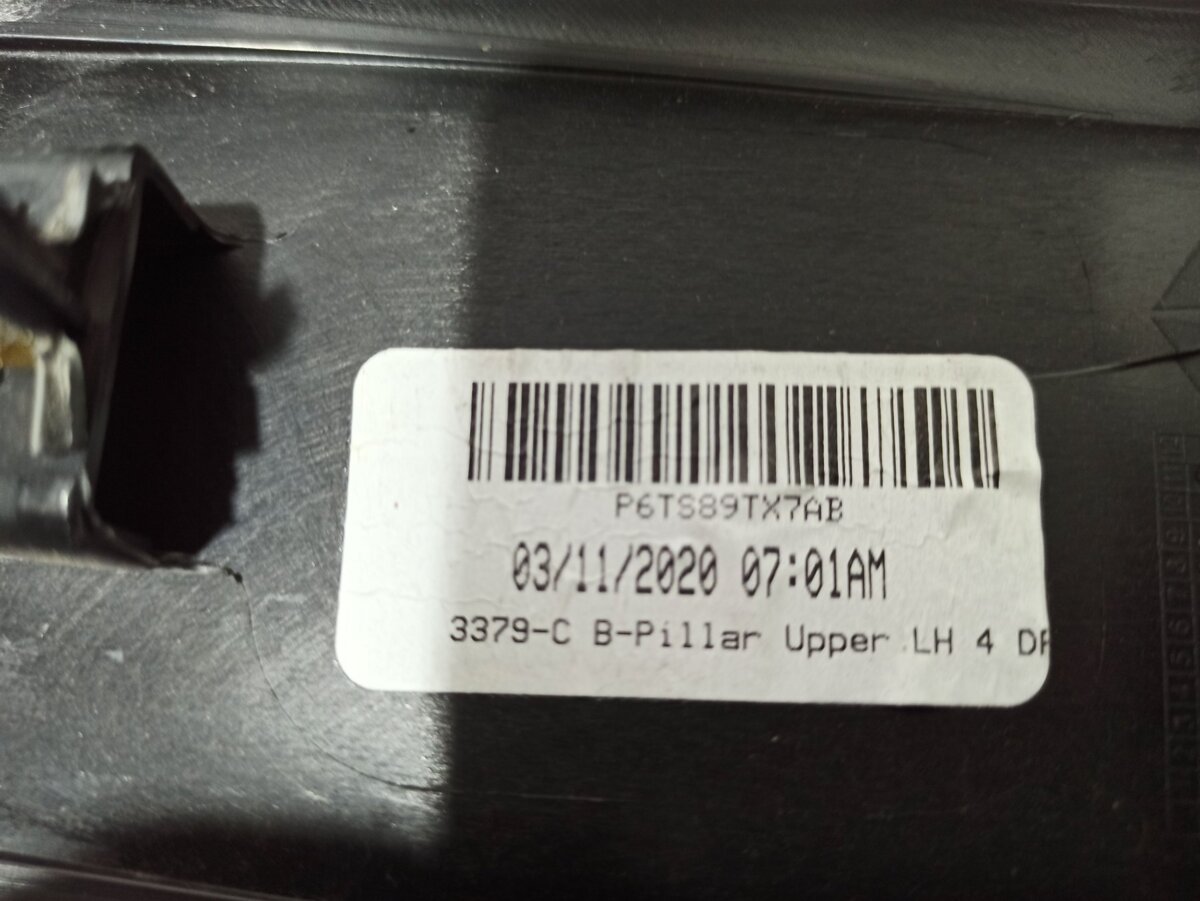 P6TS89TX7AB
03/11/2020 07:01AM
3379-C B-Pillar Upper LH 4